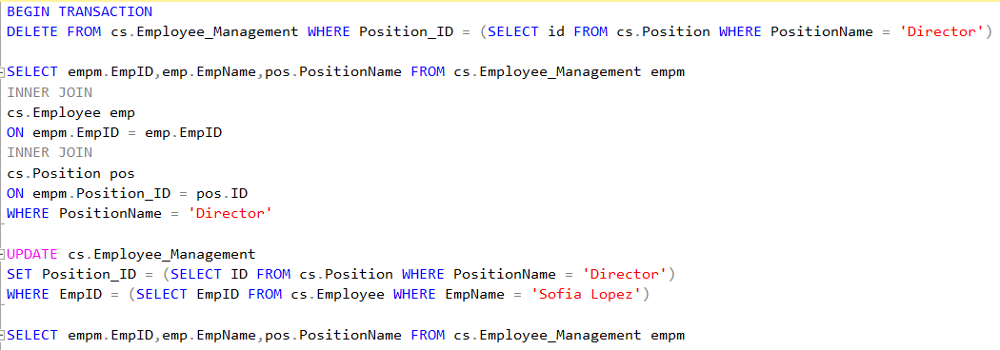 BEGIN TRANSACTION
DELETE FROM cs.Employee_Management WHERE Position_ID = (SELECT id FROM cs.Position WHERE PositionName = 'Director')
SELECT empm.EmpID,emp.EmpName,pos.PositionName FROM cs.Employee_Management empm
INNER JOIN
cs.Employee emp
ON empm.EmpID = emp.EmpID
INNER JOIN
cs.Position pos
ON empm.Position_ID = pos.ID
WHERE PositionName = 'Director'
UPDATE cs.Employee_Management
SET Position_ID = (SELECT ID FROM cs.Position WHERE PositionName = 'Director')
WHERE EmpID = (SELECT EmpID FROM cs.Employee WHERE EmpName = 'Sofia Lopez')
SELECT empm.EmpID,emp.EmpName,pos.PositionName FROM cs.Employee_Management empm